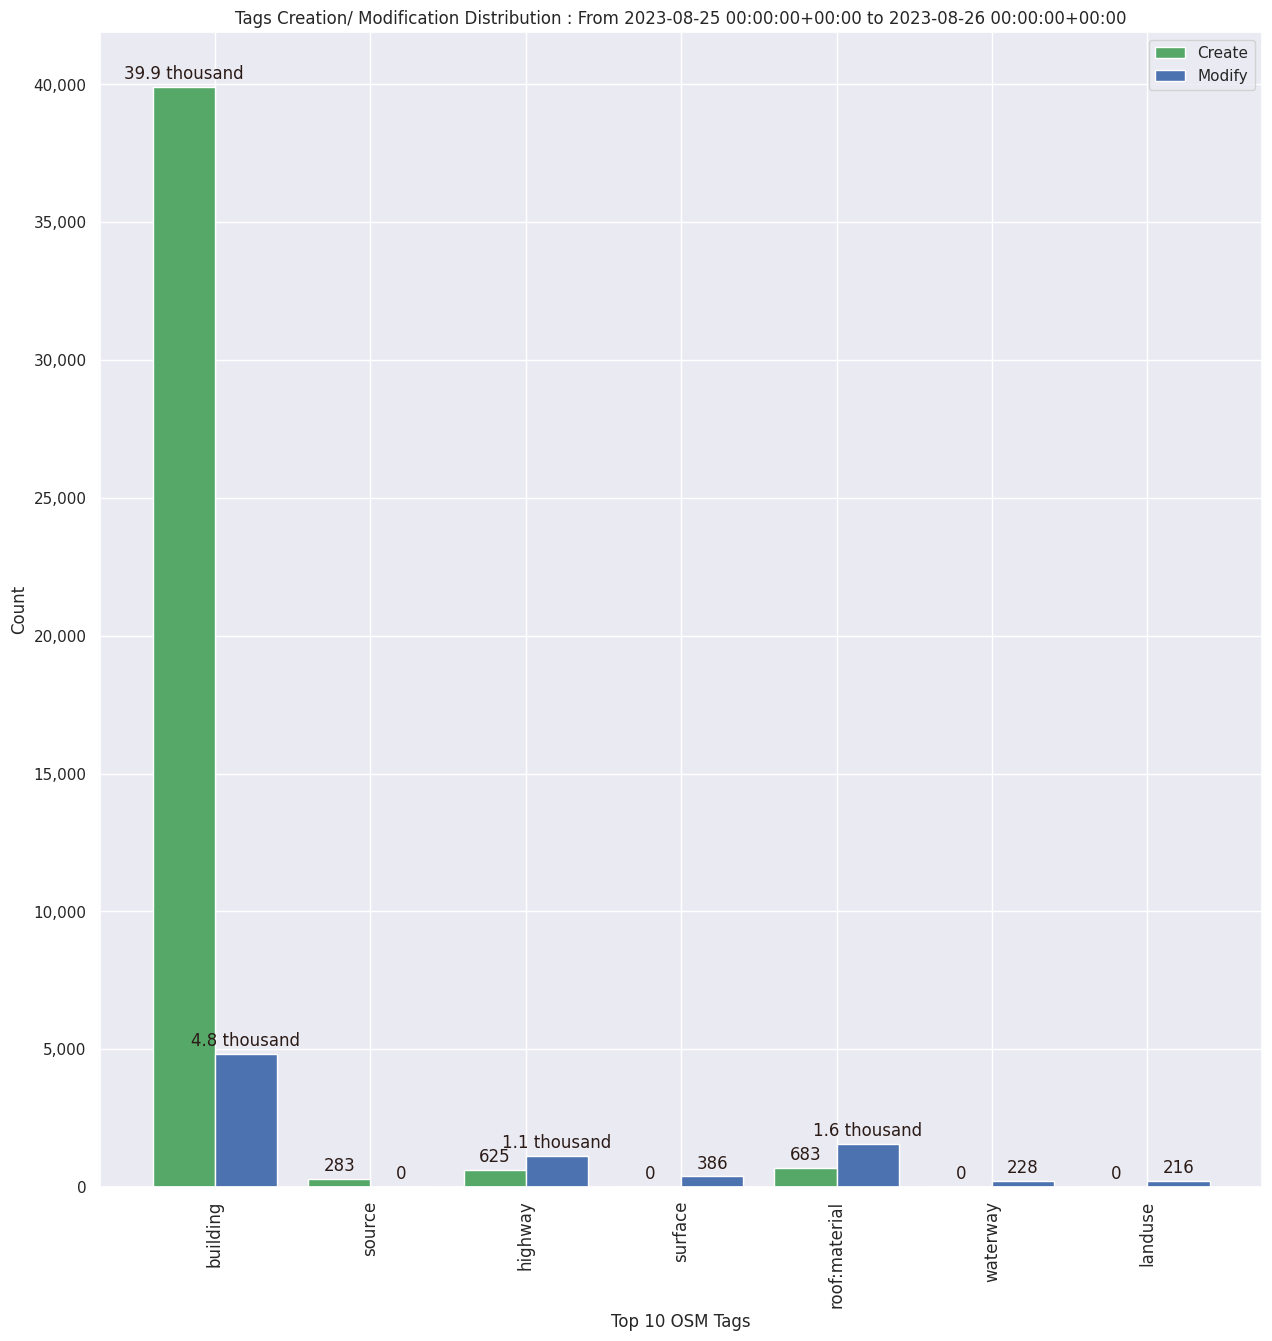 Tags Creation/ Modification Distribution : From 2023-08-25 00:00:00+00:00 to 2023-08-26 00:00:00+00:00
Create
Modify
39.9 thousand
4.8 thousand
283
0
625
1.1 thousand
0
386
683
1.6 thousand
0
228
0
216
40,000
35,000
30,000
25,000
20,000
15,000
10,000
5,000
0
Count
building
source
highway
surface
roof:material
waterway
landuse
Top 10 OSM Tags